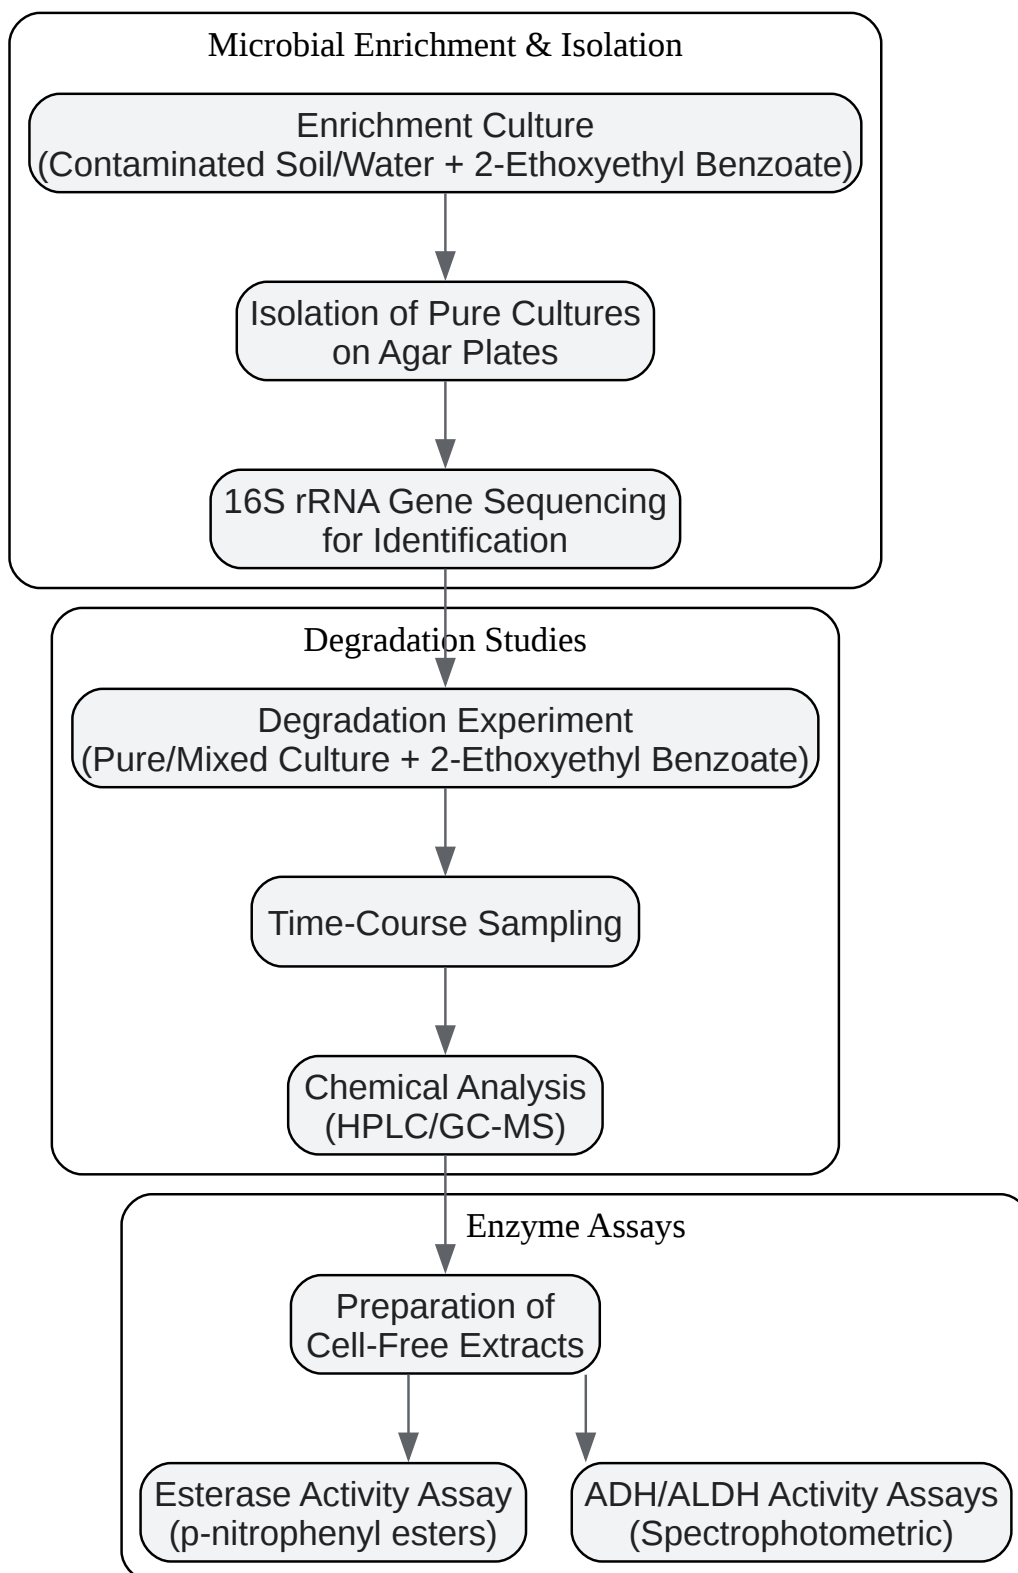 Microbial Enrichment & Isolation
Enrichment Culture
(Contaminated Soil/Water + 2-Ethoxyethyl Benzoate)
Isolation of Pure Cultures
on Agar Plates
16S rRNA Gene Sequencing
for Identification
Degradation Studies
Degradation Experiment
(Pure/Mixed Culture + 2-Ethoxyethyl Benzoate)
Time-Course Sampling
Chemical Analysis
(HPLC/GC-MS)
Enzyme Assays
Preparation of
Cell-Free Extracts
Esterase Activity Assay
(p-nitrophenyl esters)
ADH/ALDH Activity Assays
(Spectrophotometric)